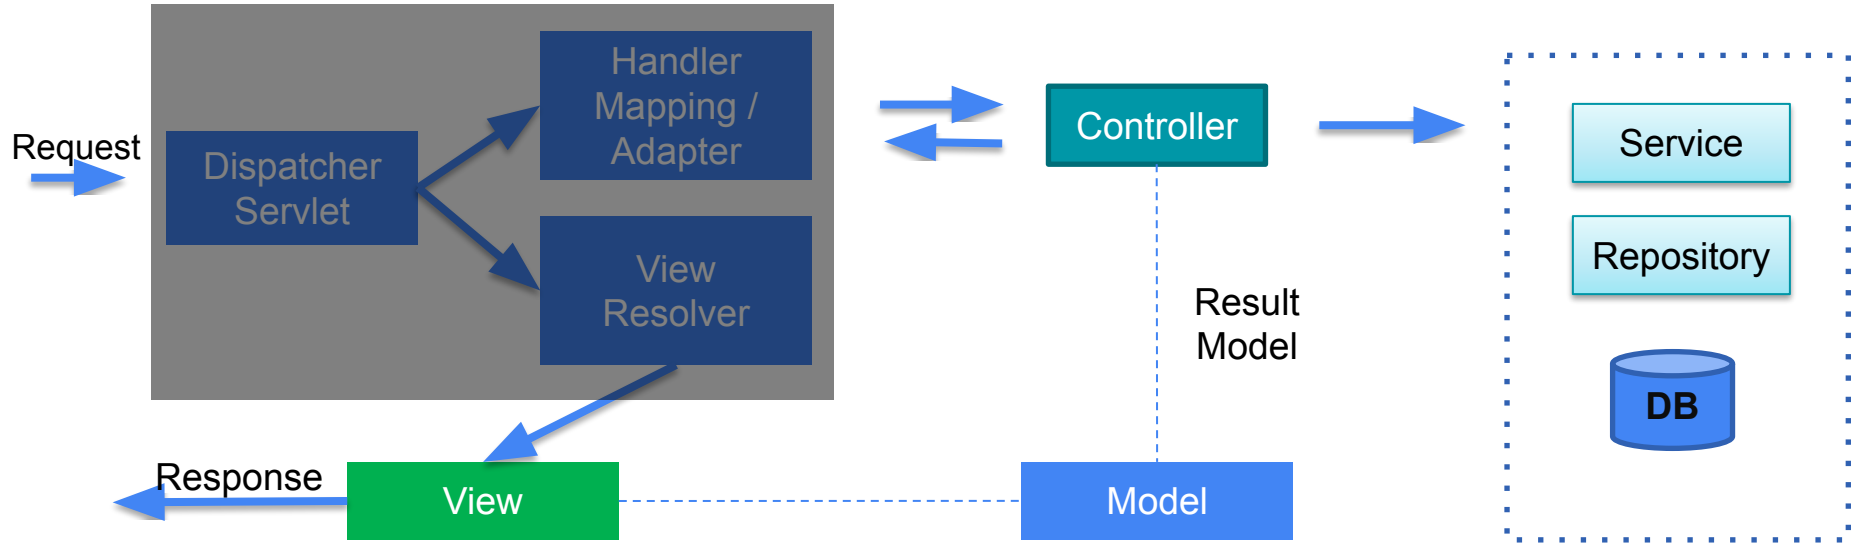 Request
Dispatcher
Servlet
Handler
Mapping /
Adapter
View
Resolver
Controller
Service
Repository
DB
Result
Model
Response
View
Model